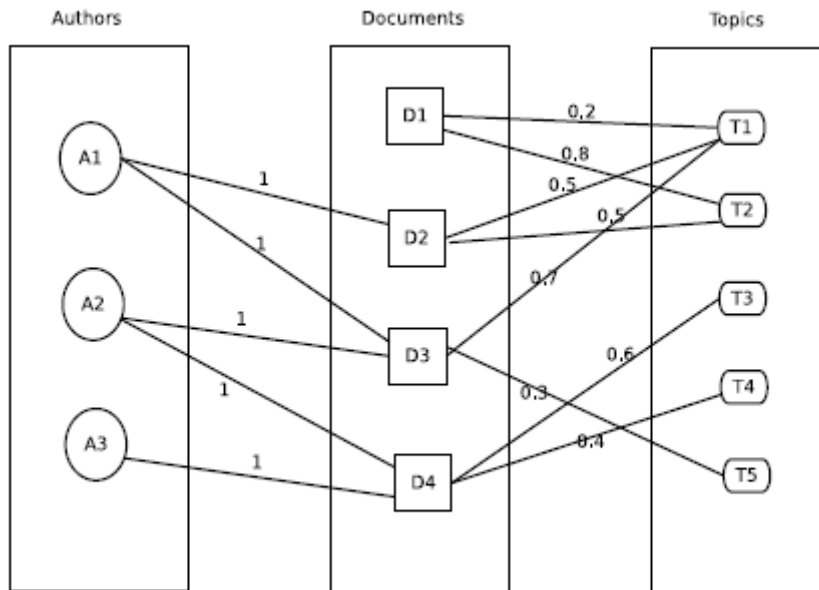 Authors Documents Topics
D1
0,2
T1
A1
0,8
1
0,5
T2
D2
0,5
1
0,7
A2
T3
1
D3
0,6
1
0,3
T4
A3
0,4
1
D4
T5